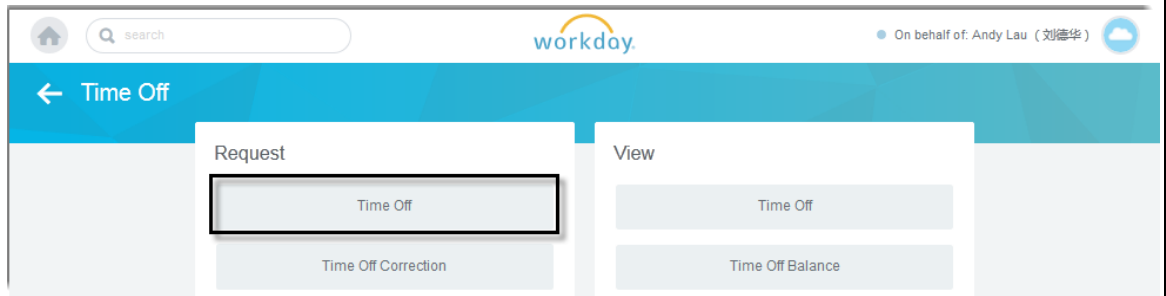 search
workday.
On behalf of: Andy Lau (刘德华)
Time Off
Request
Time Off
Time Off Correction
View
Time Off
Time Off Balance